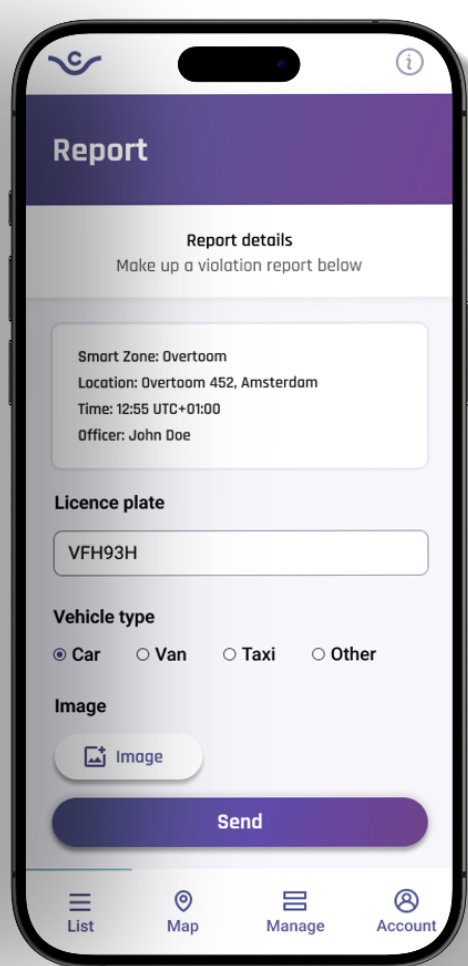 C
Report
Report details
Make up a violation report below
Smart Zone: Overtoom
Location: Overtoom 452, Amsterdam
Time: 12:55 UTC+01:00
Officer: John Doe
Licence plate
VFH93H
Vehicle type
Car Van Taxi Other
Image
Image
Send
List Map Manage Account